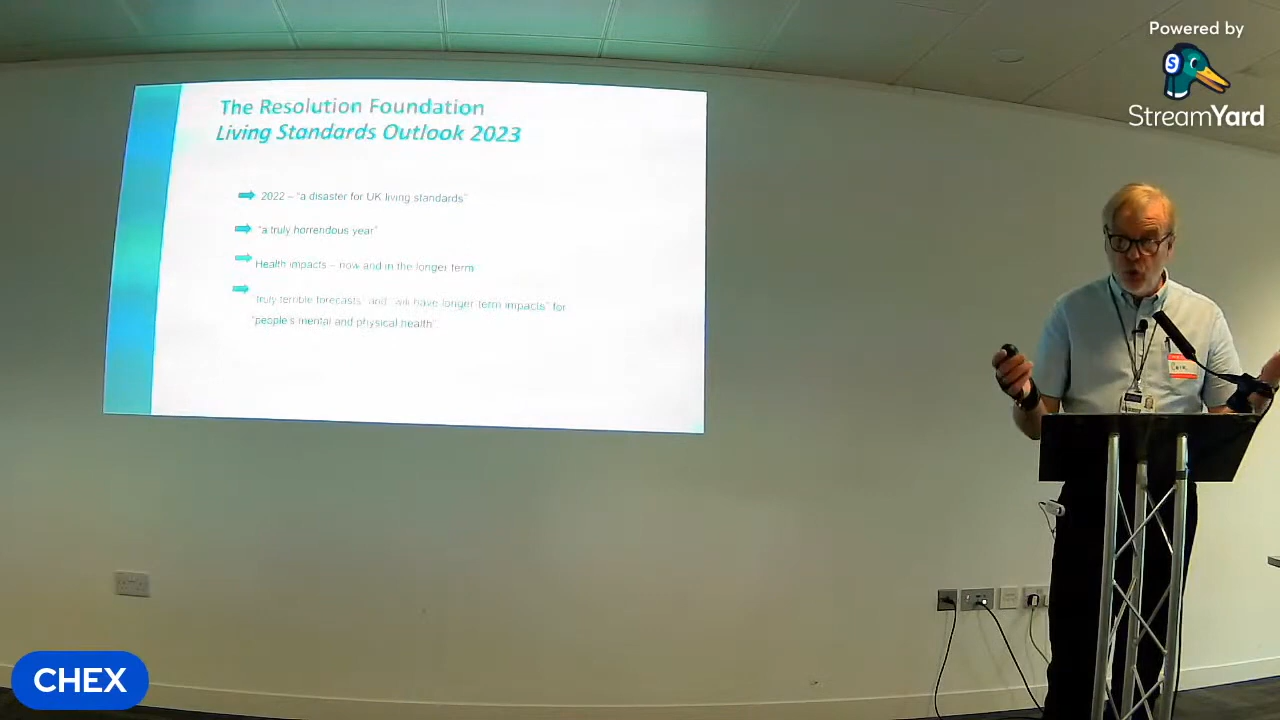 The Resolution Foundation
Living Standards Outlook 2023
2022 – “a disaster for UK living standards”
“a truly horrendous year”
Health impacts – now and in the longer term
“truly terrible forecasts” and “will have longer-term impacts” for
“people’s mental and physical health”
Powered by
S
StreamYard
CHEX